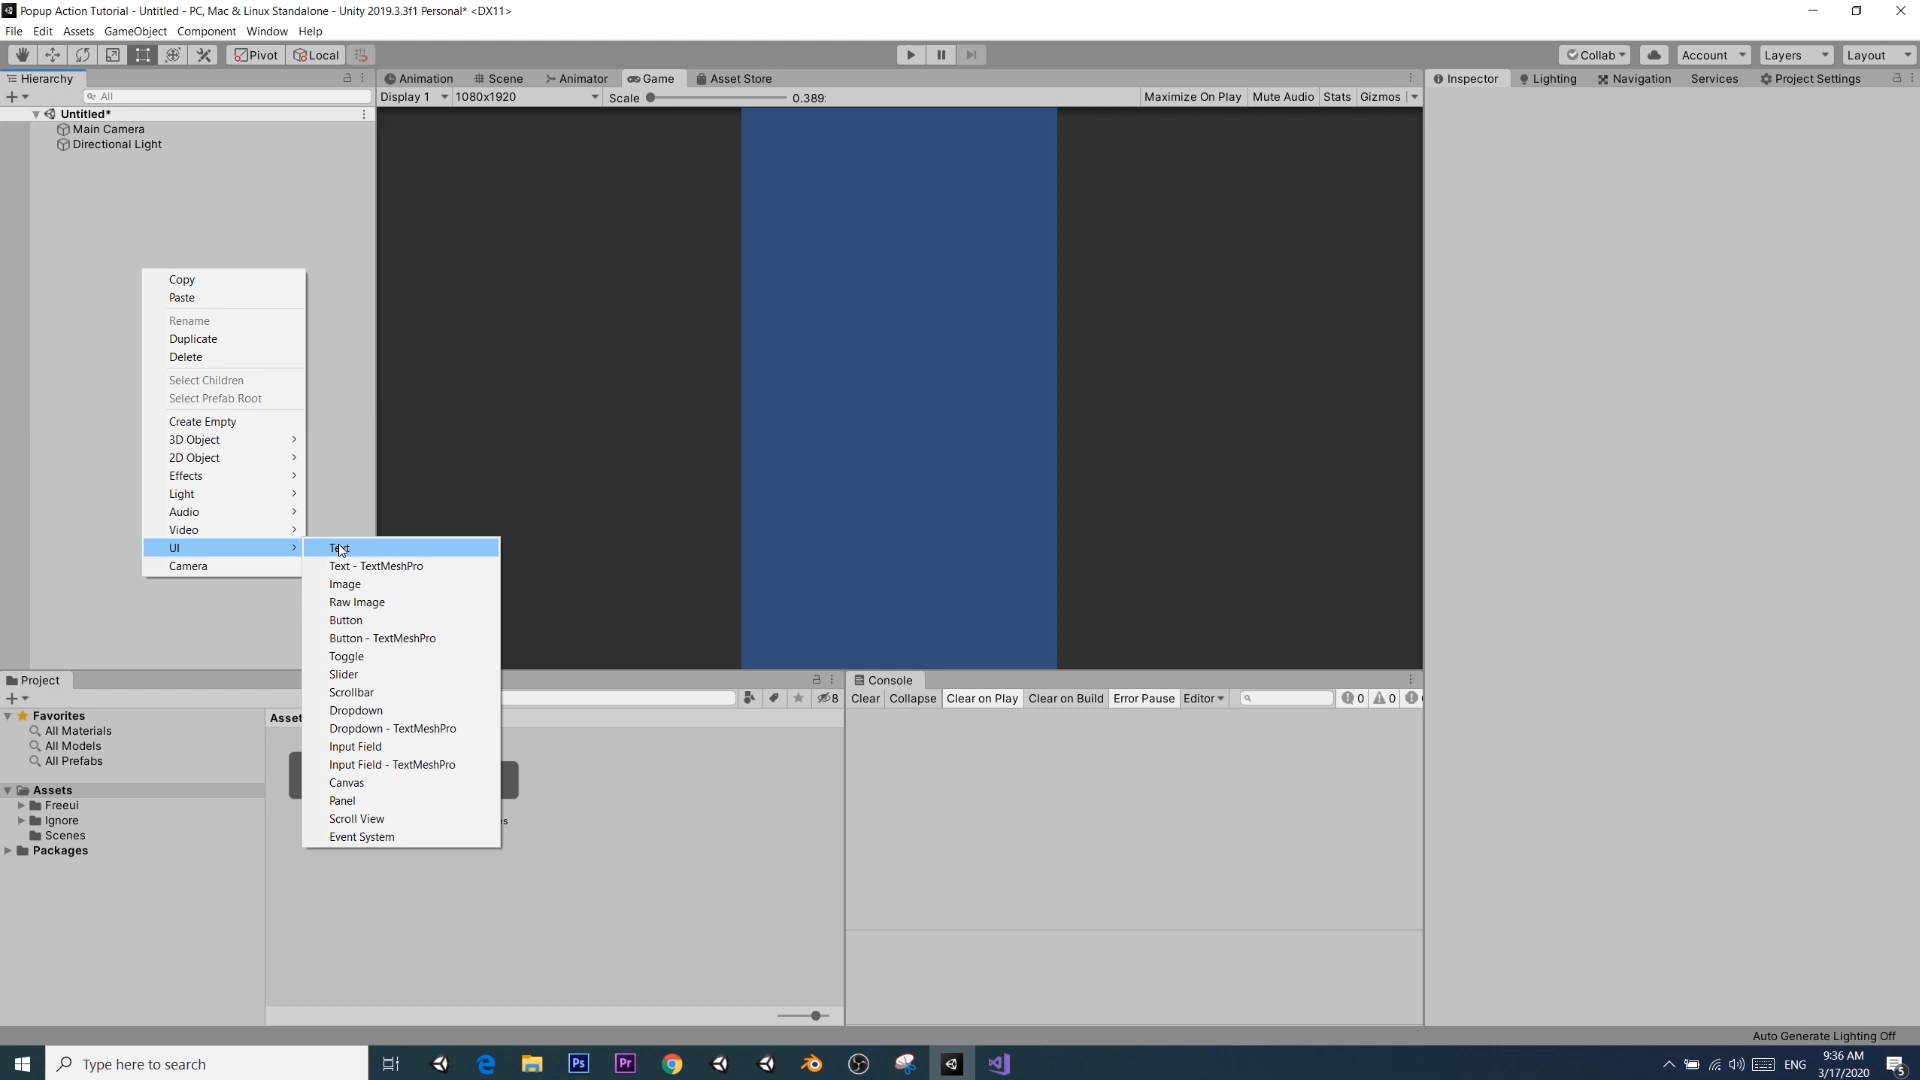 Popup Action Tutorial - Untitled - PC, Mac & Linux Standalone - Unity 2019.3.3f1 Personal* <DX11>
File Edit Assets GameObject Component Window Help
Pivot Local Collab Account Layers Layout
Hierarchy Animation Scene Animator Game Asset Store Inspector Lighting Navigation Services Project Settings
All Display 1 1080x1920 Scale 0.389: Maximize On Play Mute Audio Stats Gizmos
Untitled*
Main Camera
Directional Light
Copy
Paste
Rename
Duplicate
Delete
Select Children
Select Prefab Root
Create Empty
3D Object
2D Object
Effects
Light
Audio
Video
UI
Camera
Text
Text - TextMeshPro
Image
Raw Image
Button
Button - TextMeshPro
Toggle
Slider
Scrollbar
Dropdown
Dropdown - TextMeshPro
Input Field
Input Field - TextMeshPro
Canvas
Panel
Scroll View
Event System
Project Console
8 Clear Collapse Clear on Play Clear on Build Error Pause Editor 0 0
Favorites
All Materials
All Models
All Prefabs
Assets
Freeui
Ignore
Scenes
Packages
Auto Generate Lighting Off
Type here to search
Ps Pr
ENG
9:36 AM
3/17/2020
5